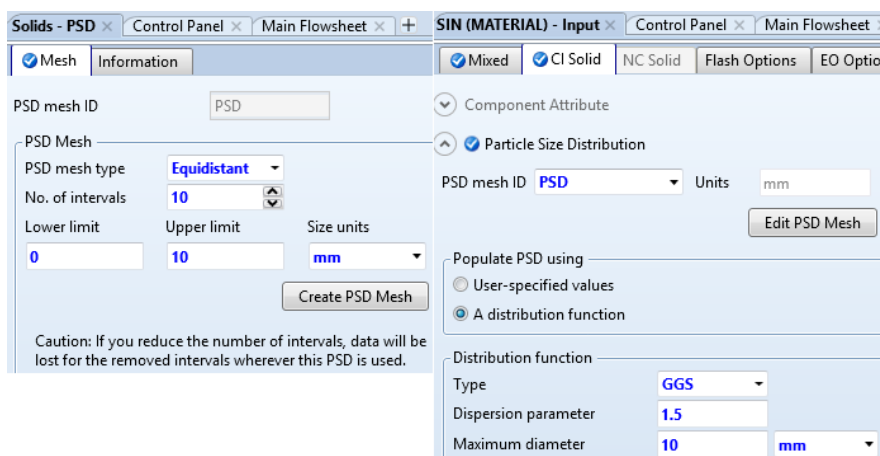 Solids - PSD × Control Panel × Main Flowsheet × +
Mesh Information
PSD mesh ID PSD
PSD Mesh
PSD mesh type Equidistant
No. of intervals 10
Lower limit Upper limit Size units
0 10 mm
Create PSD Mesh
Caution: If you reduce the number of intervals, data will be
lost for the removed intervals wherever this PSD is used.
SIN (MATERIAL) - Input × Control Panel × Main Flowsheet ×
Mixed CI Solid NC Solid Flash Options EO Optio
Component Attribute
Particle Size Distribution
PSD mesh ID PSD Units mm
Edit PSD Mesh
Populate PSD using
User-specified values
A distribution function
Distribution function
Type GGS
Dispersion parameter 1.5
Maximum diameter 10 mm